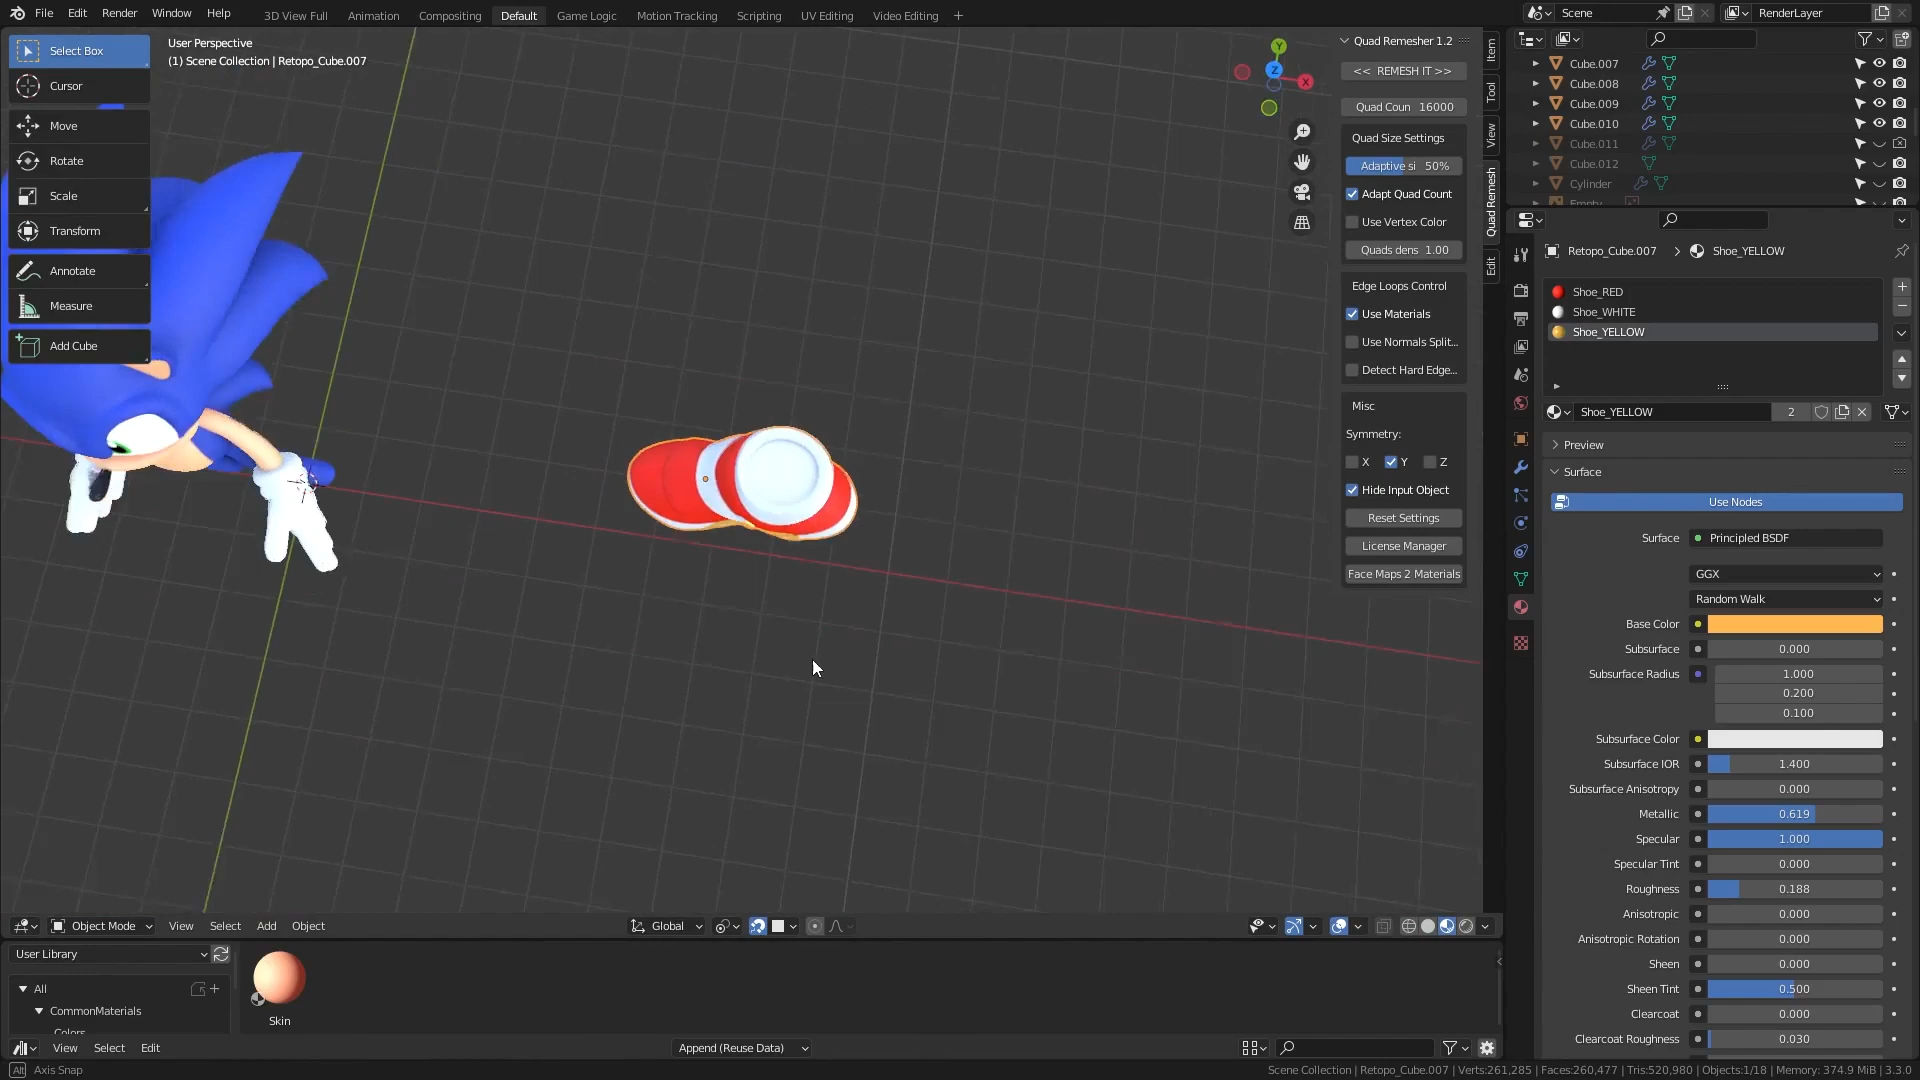 File Edit Render Window Help
3D View Full Animation Compositing Default Game Logic Motion Tracking Scripting UV Editing Video Editing
Scene
RenderLayer
Select Box
Cursor
Move
Rotate
Scale
Transform
Annotate
Measure
Add Cube
User Perspective
(1) Scene Collection | Retopo_Cube.007
Y
Z
X
Quad Remesher 1.2
<< REMESH IT >>
Quad Coun 16000
Quad Size Settings
Adaptive si 50%
Adapt Quad Count
Use Vertex Color
Quads dens 1.00
Edge Loops Control
Use Materials
Use Normals Split...
Detect Hard Edge...
Misc
Symmetry:
X Y Z
Hide Input Object
Reset Settings
License Manager
Face Maps 2 Materials
Item
Tool
View
Quad Remesh
Edit
Cube.007
Cube.008
Cube.009
Cube.010
Cube.011
Cube.012
Cylinder
Empty
Retopo_Cube.007 > Shoe_YELLOW
Shoe_RED
Shoe_WHITE
Shoe_YELLOW
Shoe_YELLOW 2
Preview
Surface
Use Nodes
Surface Principled BSDF
GGX
Random Walk
Base Color
Subsurface 0.000
Subsurface Radius 1.000
0.200
0.100
Subsurface Color
Subsurface IOR 1.400
Subsurface Anisotropy 0.000
Metallic 0.619
Specular 1.000
Specular Tint 0.000
Roughness 0.188
Anisotropic 0.000
Anisotropic Rotation 0.000
Sheen 0.000
Sheen Tint 0.500
Clearcoat 0.000
Clearcoat Roughness 0.030
Object Mode View Select Add Object
Global
User Library
All
CommonMaterials
Colors
Skin
View Select Edit
Append (Reuse Data)
Alt Axis Snap
Scene Collection | Retopo_Cube.007 | Verts:261,285 | Faces:260,477 | Tris:520,980 | Objects:1/18 | Memory: 374.9 MiB | 3.3.0